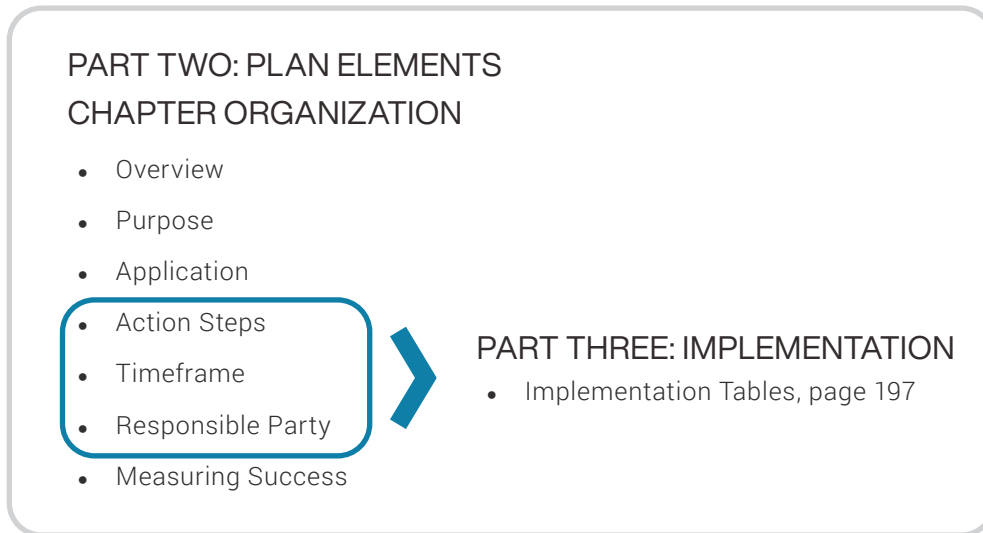 PART TWO: PLAN ELEMENTS
CHAPTER ORGANIZATION
• Overview
• Purpose
• Application
• Action Steps
• Timeframe
• Responsible Party
• Measuring Success
PART THREE: IMPLEMENTATION
• Implementation Tables, page 197